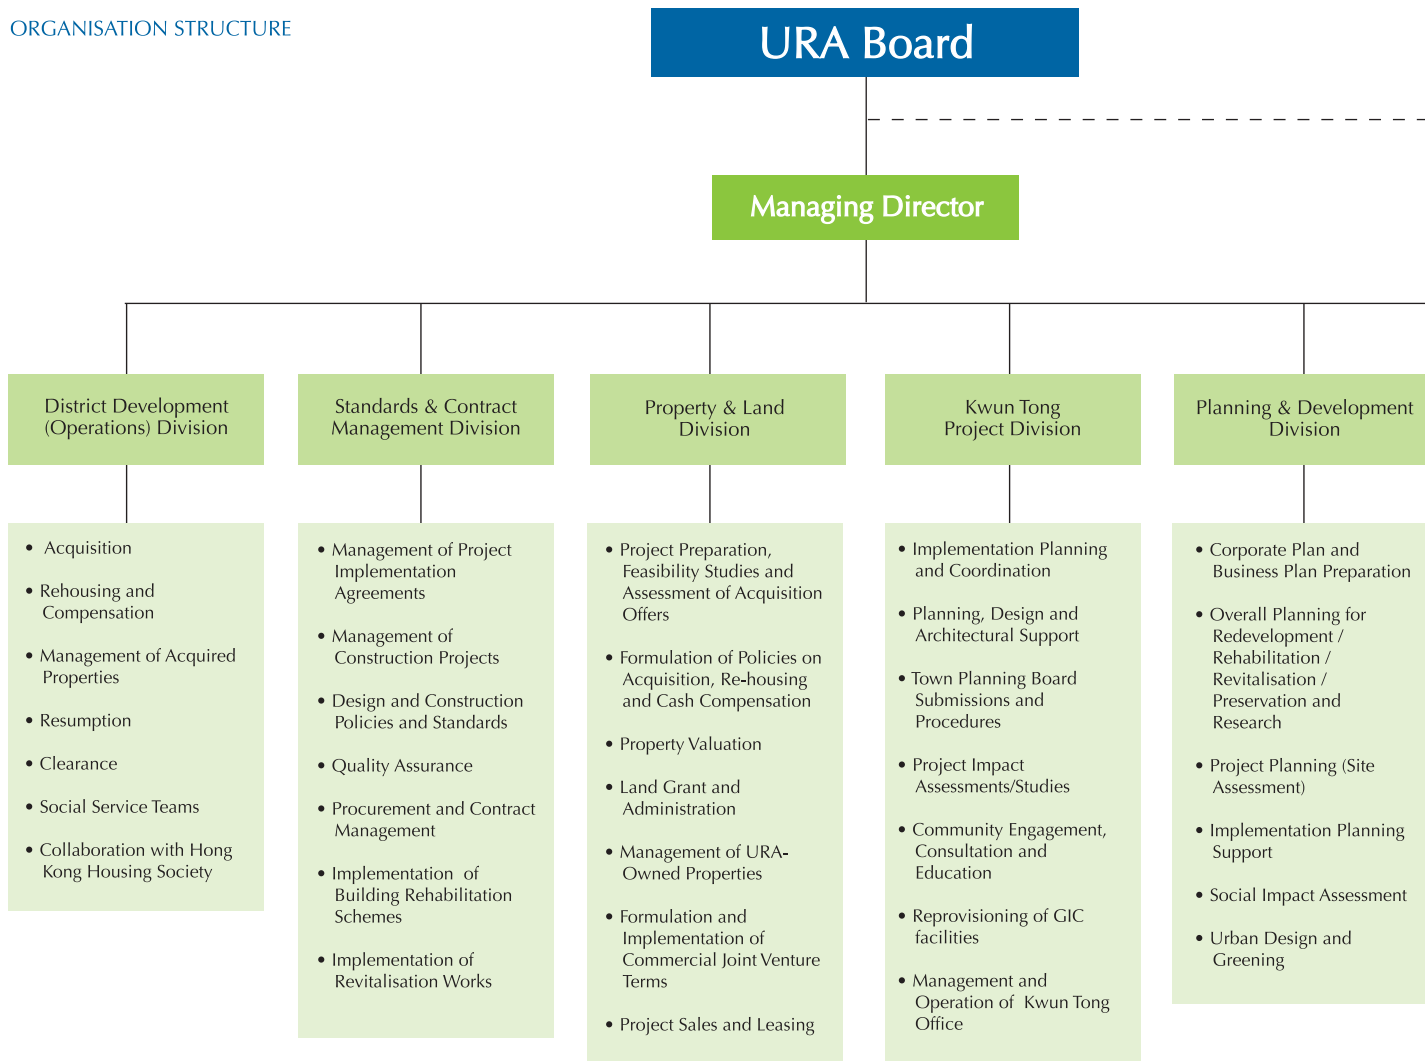 ORGANISATION STRUCTURE
URA Board
Managing Director
District Development
(Operations) Division
Standards & Contract
Management Division
Property & Land
Division
Kwun Tong
Project Division
Planning & Development
Division
• Acquisition
• Rehousing and
Compensation
• Management of Acquired
Properties
• Resumption
• Clearance
• Social Service Teams
• Collaboration with Hong
Kong Housing Society
• Management of Project
Implementation
Agreements
• Management of
Construction Projects
• Design and Construction
Policies and Standards
• Quality Assurance
• Procurement and Contract
Management
• Implementation of
Building Rehabilitation
Schemes
• Implementation of
Revitalisation Works
• Project Preparation,
Feasibility Studies and
Assessment of Acquisition
Offers
• Formulation of Policies on
Acquisition, Re-housing
and Cash Compensation
• Property Valuation
• Land Grant and
Administration
• Management of URA-
Owned Properties
• Formulation and
Implementation of
Commercial Joint Venture
Terms
• Project Sales and Leasing
• Implementation Planning
and Coordination
• Planning, Design and
Architectural Support
• Town Planning Board
Submissions and
Procedures
• Project Impact
Assessments/Studies
• Community Engagement,
Consultation and
Education
• Reprovisioning of GIC
facilities
• Management and
Operation of Kwun Tong
Office
• Corporate Plan and
Business Plan Preparation
• Overall Planning for
Redevelopment /
Rehabilitation /
Revitalisation /
Preservation and
Research
• Project Planning (Site
Assessment)
• Implementation Planning
Support
• Social Impact Assessment
• Urban Design and
Greening